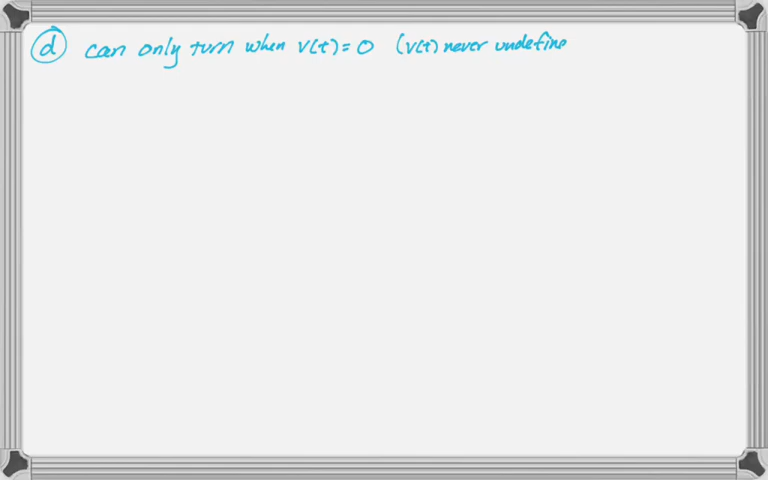 (d) can only turn when v(t) = 0 (v(t) never undefine